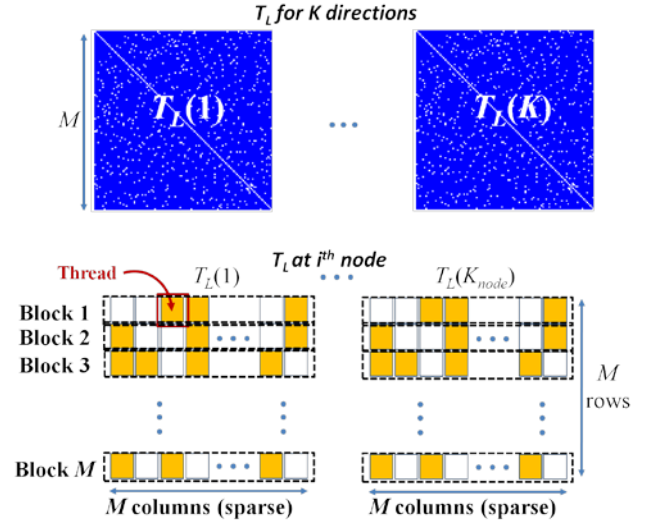 T_L for K directions
M
T_L(1)
...
T_L(K)
T_L at i^th node
Thread
T_L(1)
...
T_L(K_node)
Block 1
Block 2
...
...
Block 3
M
rows
Block M
...
...
M columns (sparse)
M columns (sparse)